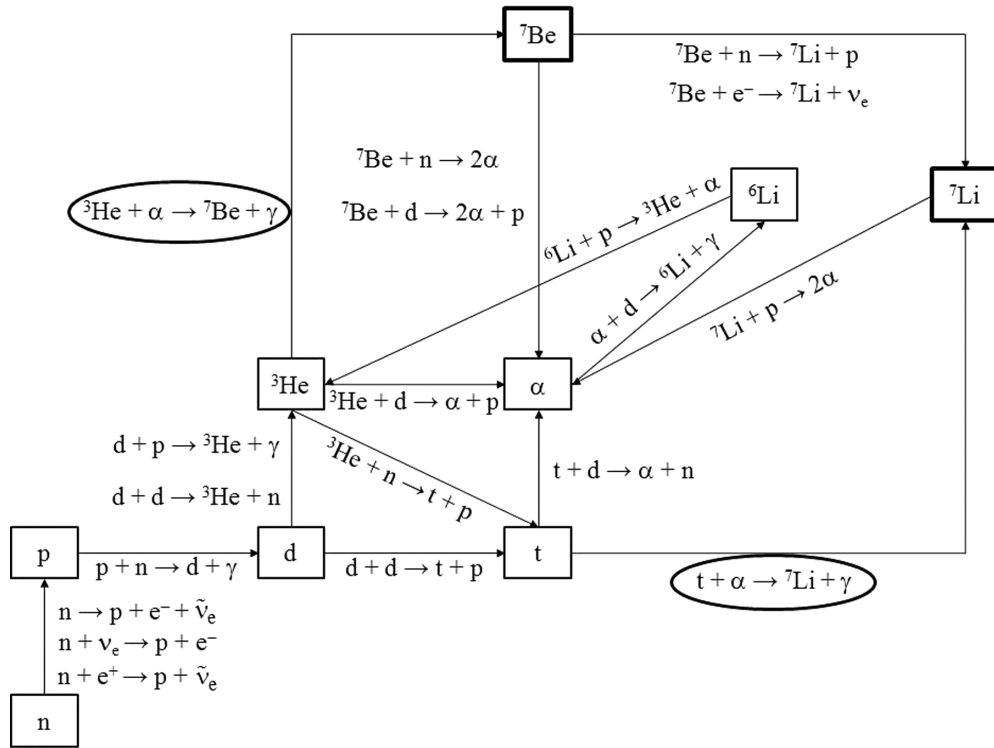 ⁷Be
⁷Be + n → ⁷Li + p
⁷Be + e⁻ → ⁷Li + νₑ
⁷Be + n → 2α
⁷Be + d → 2α + p
⁶Li
⁷Li
³He + α → ⁷Be + γ
⁶Li + p → ³He + α
α + d → ⁶Li + γ
⁷Li + p → 2α
³He
³He + d → α + p
α
d + p → ³He + γ
d + d → ³He + n
³He + n → t + p
t + d → α + n
p
p + n → d + γ
d
d + d → t + p
t
t + α → ⁷Li + γ
n → p + e⁻ + ν̃ₑ
n + νₑ → p + e⁻
n + e⁺ → p + ν̃ₑ
n